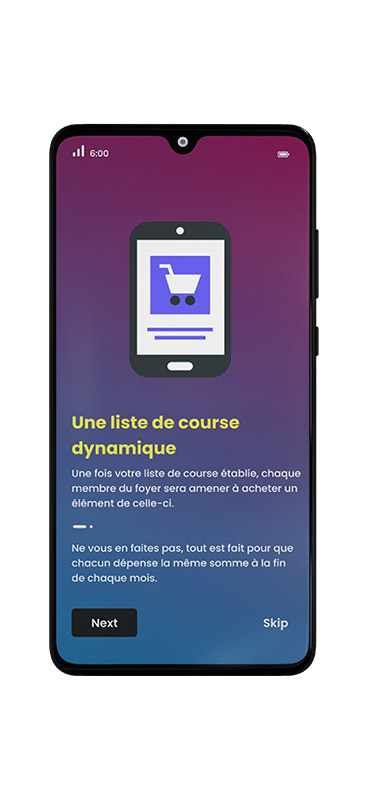 6:00
Une liste de course
dynamique
Une fois votre liste de course établie, chaque
membre du foyer sera amener à acheter un
élément de celle-ci.
Ne vous en faites pas, tout est fait pour que
chacun dépense la même somme à la fin
de chaque mois.
Next
Skip